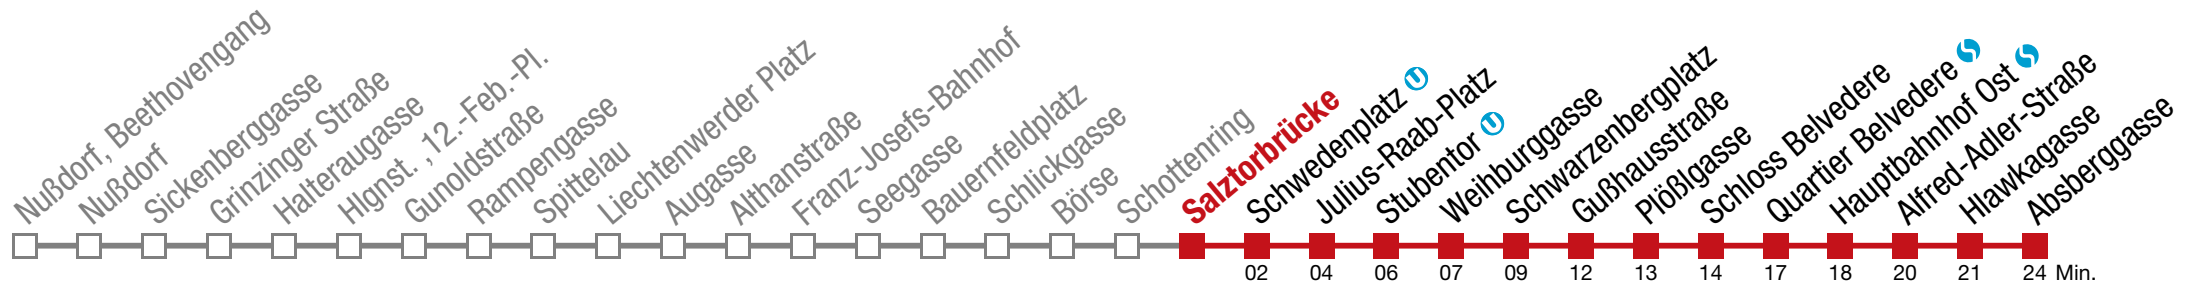 Nußdorf, Beethovengang
Nußdorf
Sickenberggasse
Grinzinger Straße
Halteraugasse
Hlgnst. , 12.-Feb.-Pl.
Gunoldstraße
Rampengasse
Spittelau
Liechtenwerder Platz
Augasse
Althanstraße
Franz-Josefs-Bahnhof
Seegasse
Bauernfeldplatz
Schlickgasse
Börse
Schottenring
Salztorbrücke
Schwedenplatz U
Julius-Raab-Platz
Stubentor U
Weihburggasse
Schwarzenbergplatz
Gußhausstraße
Plößlgasse
Schloss Belvedere
Quartier Belvedere S
Hauptbahnhof Ost S
Alfred-Adler-Straße
Hlawkagasse
Absberggasse
02 04 06 07 09 12 13 14 17 18 20 21 24 Min.